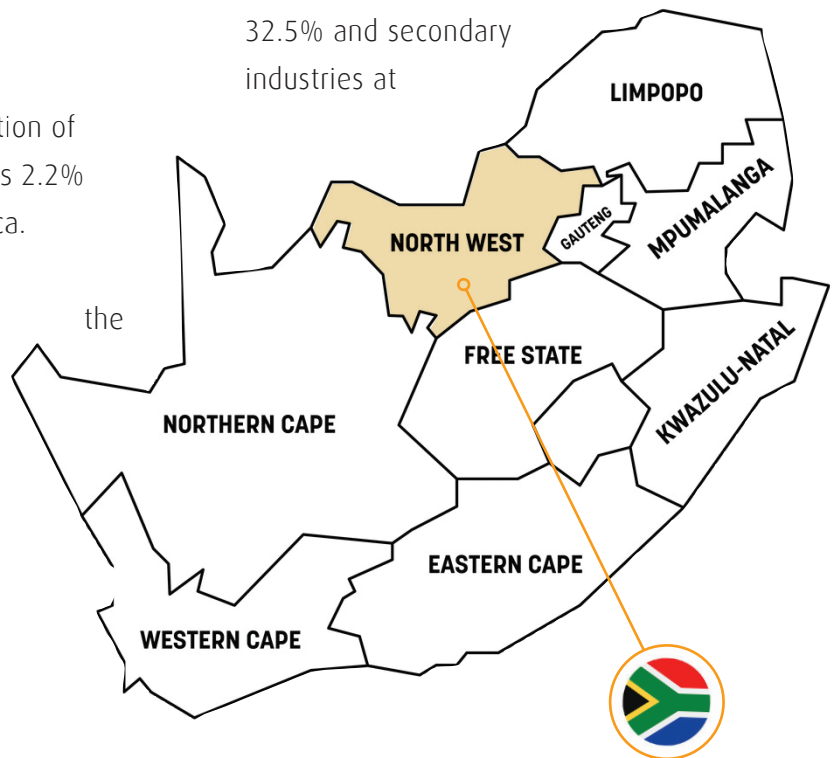 32.5% and secondary
industries at
tion of
s 2.2%
ca.
the
LIMPOPO
MPUMALANGA
GAUTENG
NORTH WEST
FREE STATE
KWAZULU-NATAL
NORTHERN CAPE
EASTERN CAPE
WESTERN CAPE